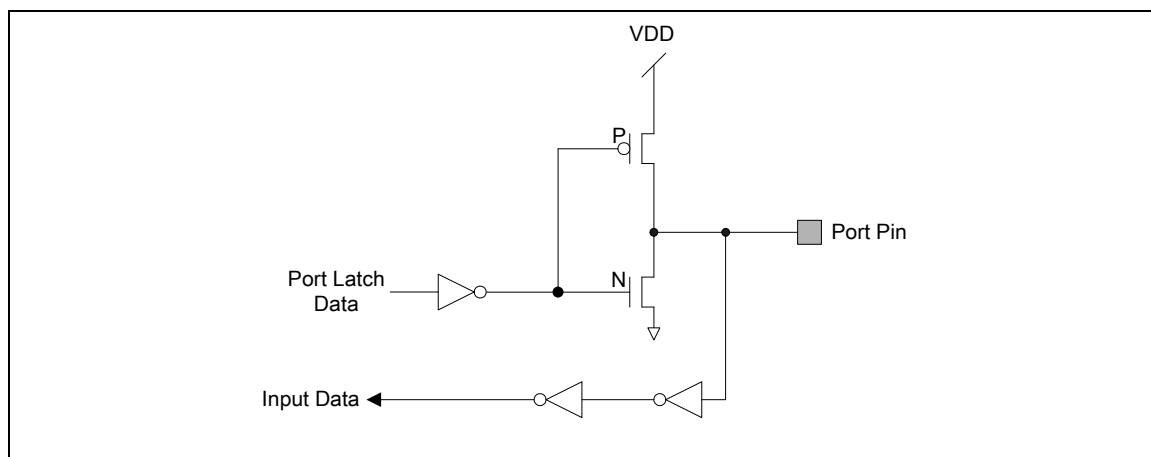 VDD
P
Port Pin
N
Port Latch
Data
Input Data